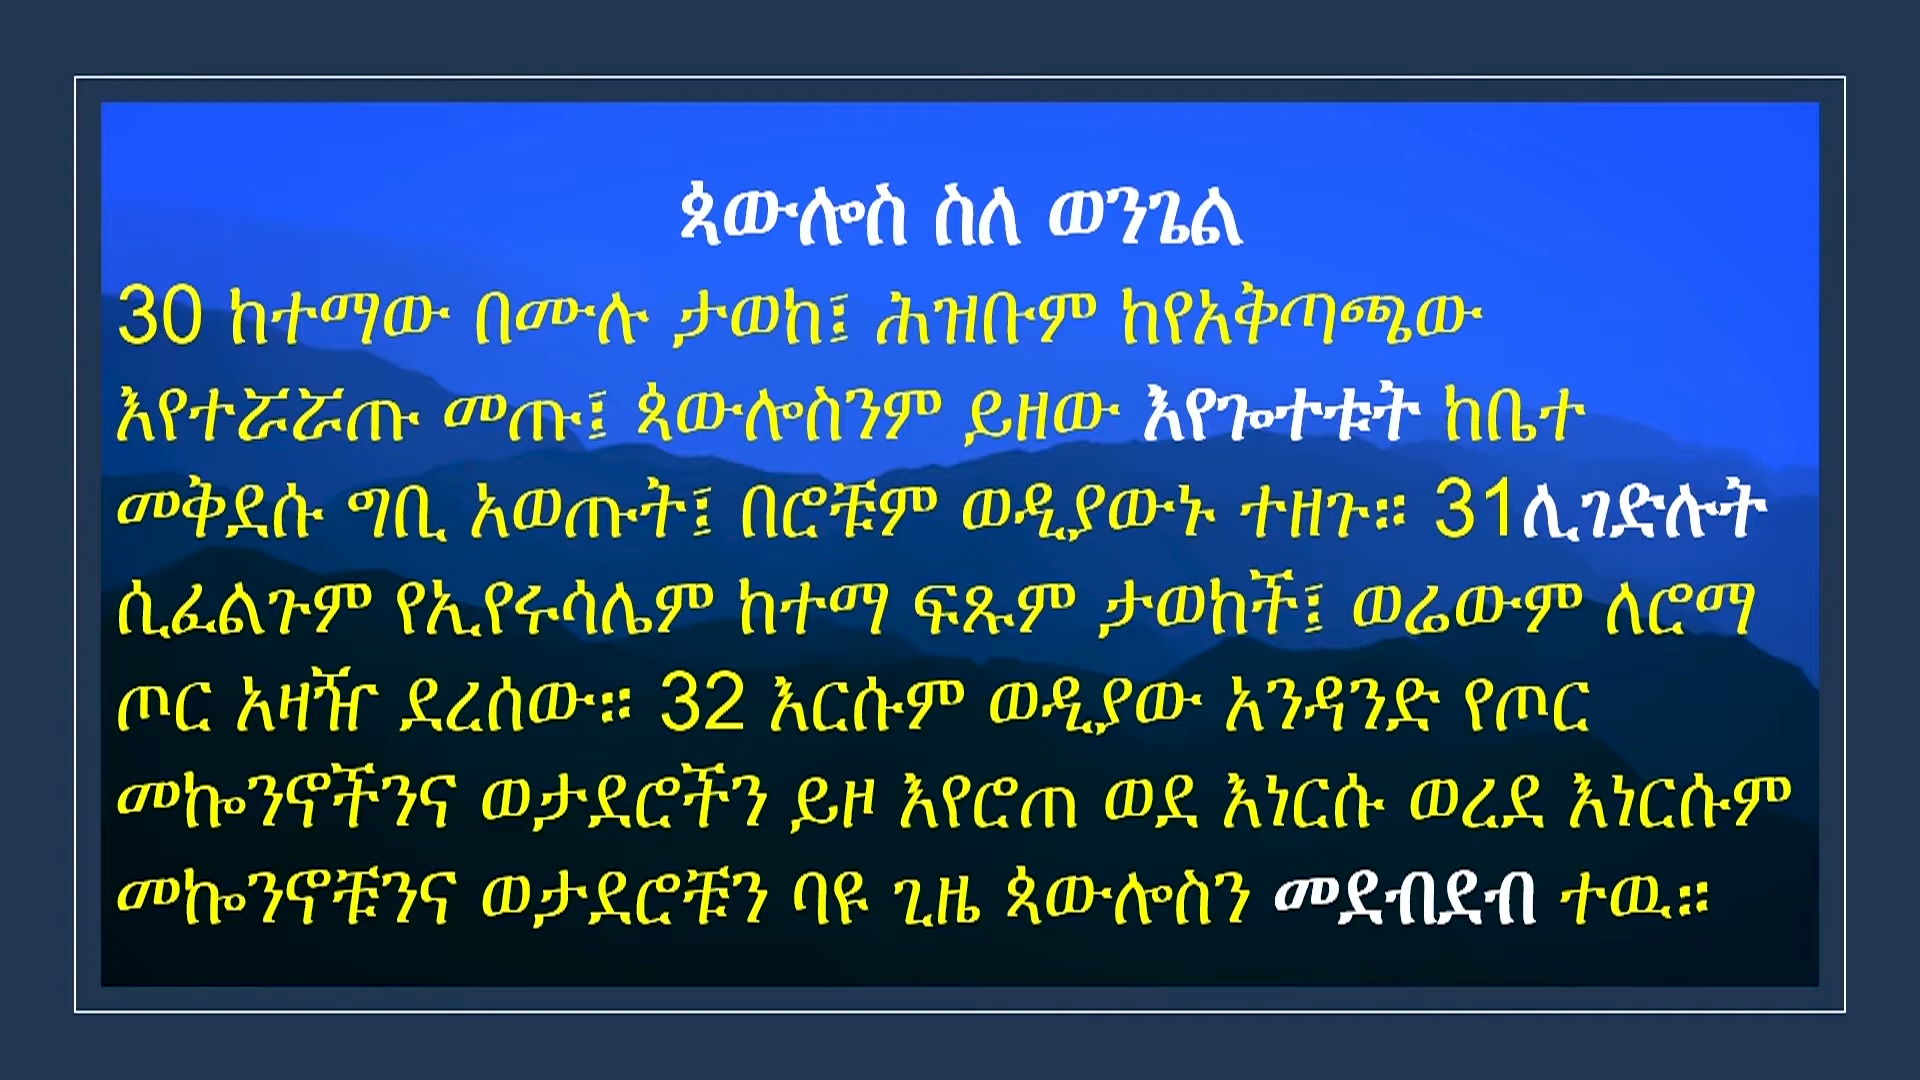 ጳውሎስ ስለ ወንጌል
30 ከተማው በሙሉ ታወከ፤ ሕዝቡም ከየአቅጣጫው
እየተሯሯጡ መጡ፤ ጳውሎስንም ይዘው እየጐተቱት ከቤተ
መቅደሱ ግቢ አወጡት፤ በሮቹም ወዲያውኑ ተዘጉ። 31ሊገድሉት
ሲፈልጉም የኢየሩሳሌም ከተማ ፍጹም ታወከች፤ ወሬውም ለሮማ
ጦር አዛዥ ደረሰው። 32 እርሱም ወዲያው አንዳንድ የጦር
መኰንኖችንና ወታደሮችን ይዞ እየሮጠ ወደ እነርሱ ወረደ እነርሱም
መኰንኖቹንና ወታደሮቹን ባዩ ጊዜ ጳውሎስን መደብደብ ተዉ።